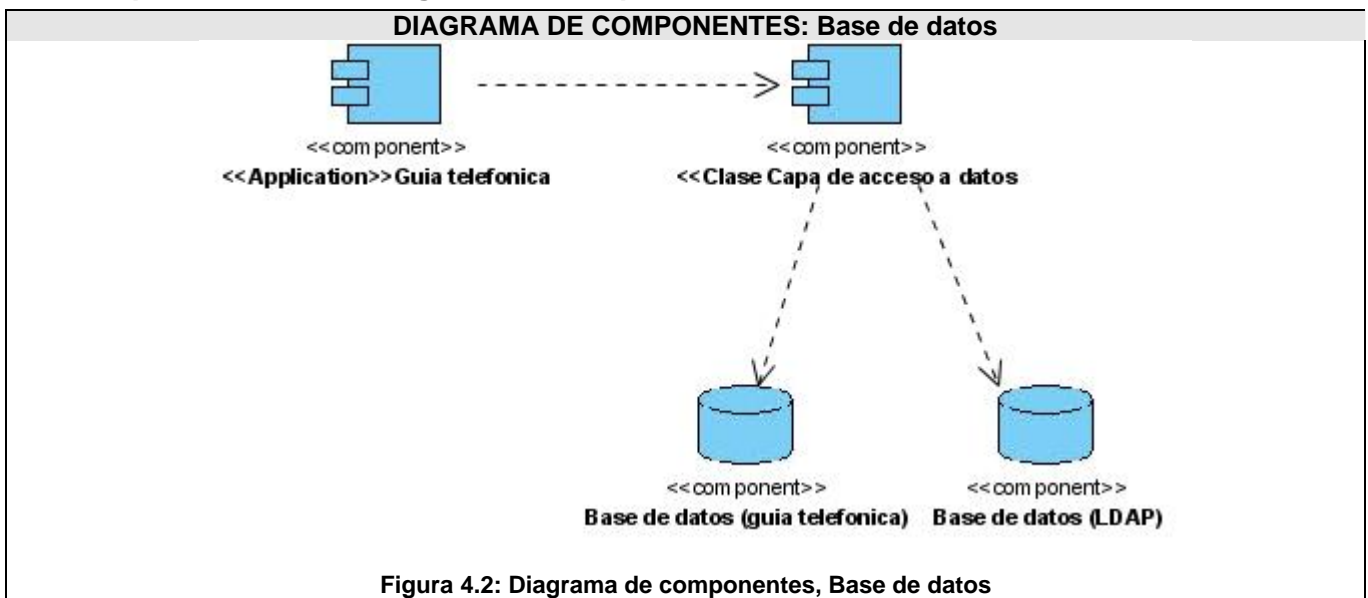 DIAGRAMA DE COMPONENTES: Base de datos
<<component>>
<<Application>>Guia telefonica
<<component>>
<<Clase Capa de acceso a datos
<<component>>
Base de datos (guia telefonica)
<<component>>
Base de datos (LDAP)
Figura 4.2: Diagrama de componentes, Base de datos